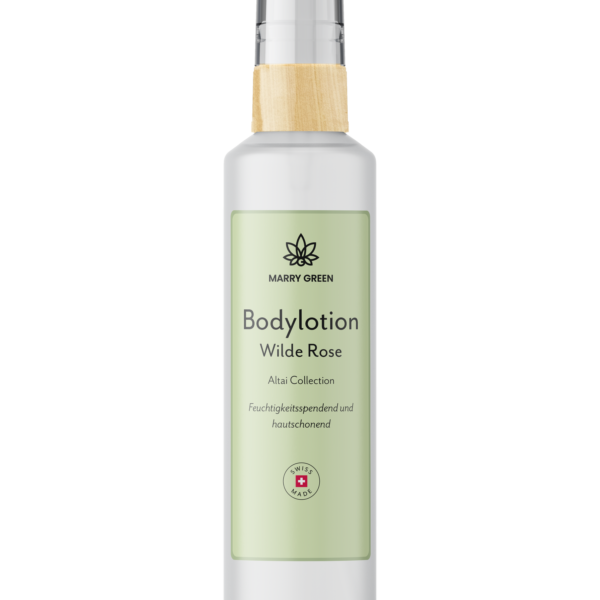 MARRY GREEN
Bodylotion
Wilde Rose
Altai Collection
Feuchtigkeitsspendend und
hautschonend
SWISS
MADE